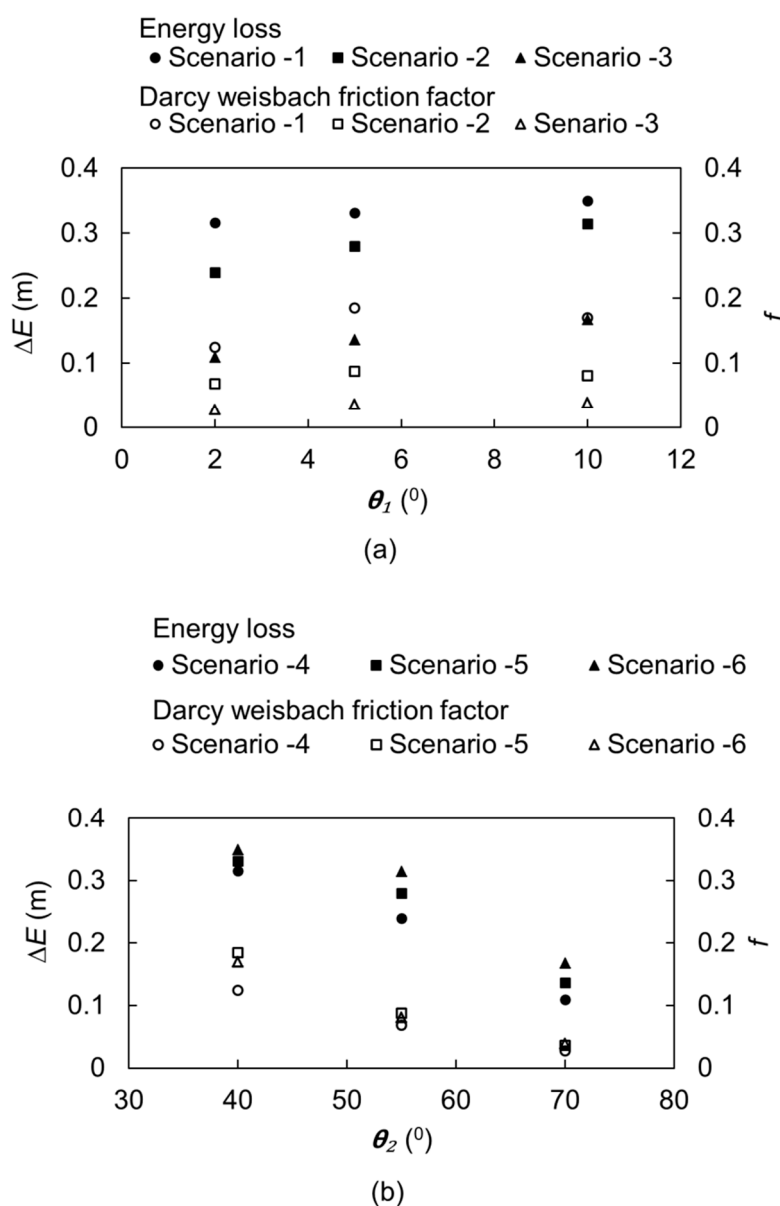 Energy loss
● Scenario -1 ■ Scenario -2 ▲ Scenario -3
Darcy weisbach friction factor
○ Scenario -1 □ Scenario -2 △ Senario -3
0.4 0.4
0.3 0.3
0.2 0.2
0.1 0.1
0 0
ΔE (m)
f
0 2 4 6 8 10 12
θ1 (0)
(a)
Energy loss
● Scenario -4 ■ Scenario -5 ▲ Scenario -6
Darcy weisbach friction factor
○ Scenario -4 □ Scenario -5 △ Scenario -6
0.4 0.4
0.3 0.3
0.2 0.2
0.1 0.1
0 0
ΔE (m)
f
30 40 50 60 70 80
θ2 (0)
(b)